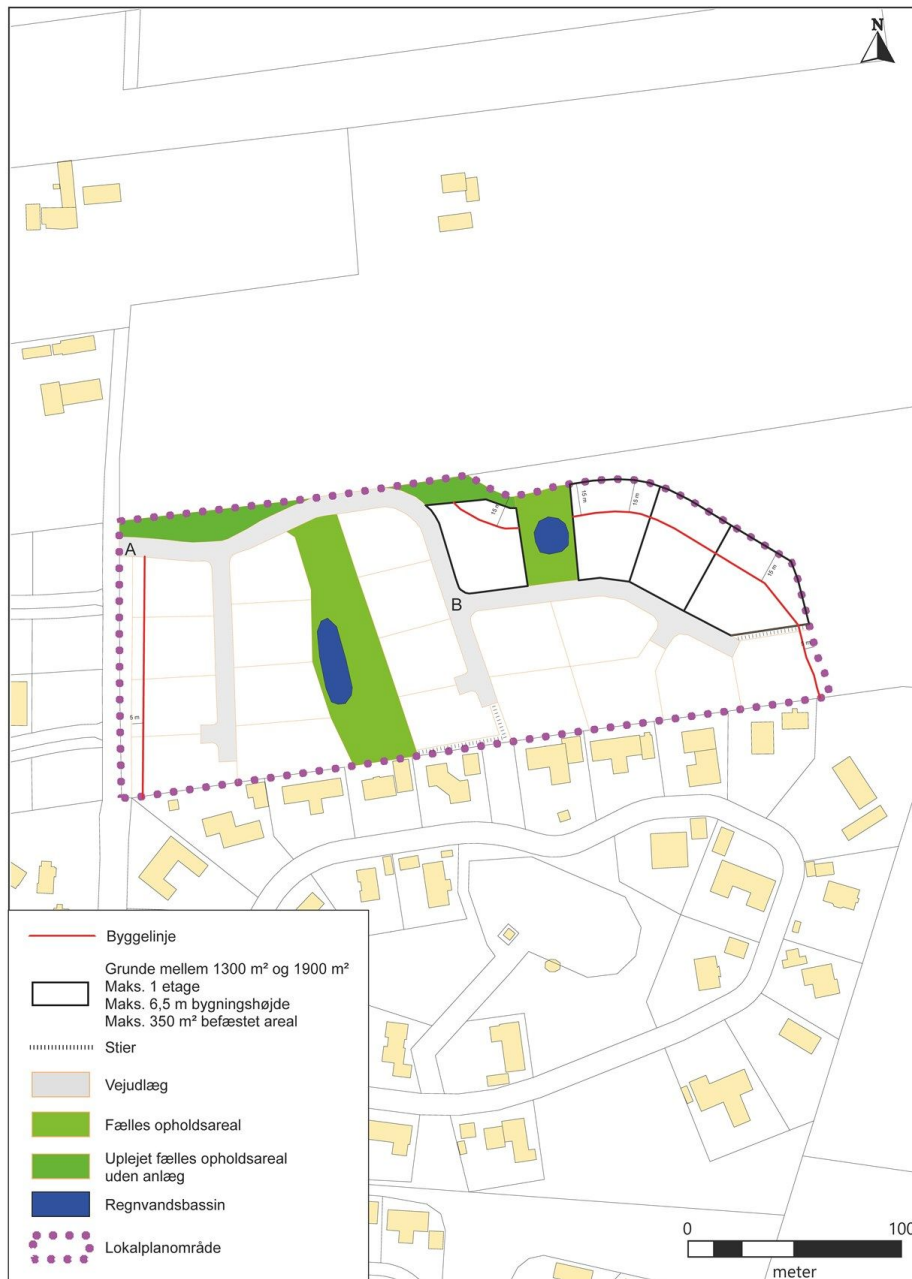 N
15 m
15 m
15 m
15 m
A
B
5 m
Byggelinje
Grunde mellem 1300 m² og 1900 m²
Maks. 1 etage
Maks. 6,5 m bygningshøjde
Maks. 350 m² befæstet areal
Stier
Vejudlæg
Fælles opholdsareal
Uplejet fælles opholdsareal
uden anlæg
Regnvandsbassin
Lokalplanområde
0
100
meter